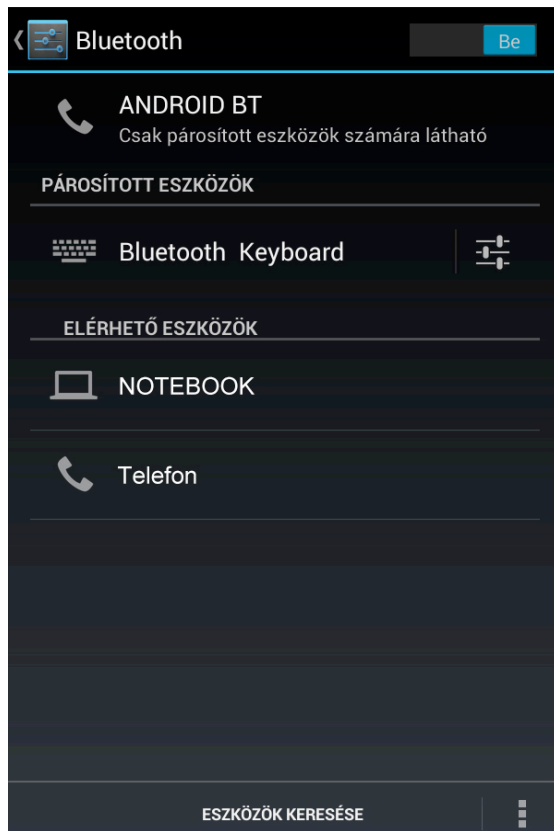 Bluetooth
Be
ANDROID BT
Csak párosított eszközök számára látható
PÁROSÍTOTT ESZKÖZÖK
Bluetooth Keyboard
ELÉRHETŐ ESZKÖZÖK
NOTEBOOK
Telefon
ESZKÖZÖK KERESÉSE